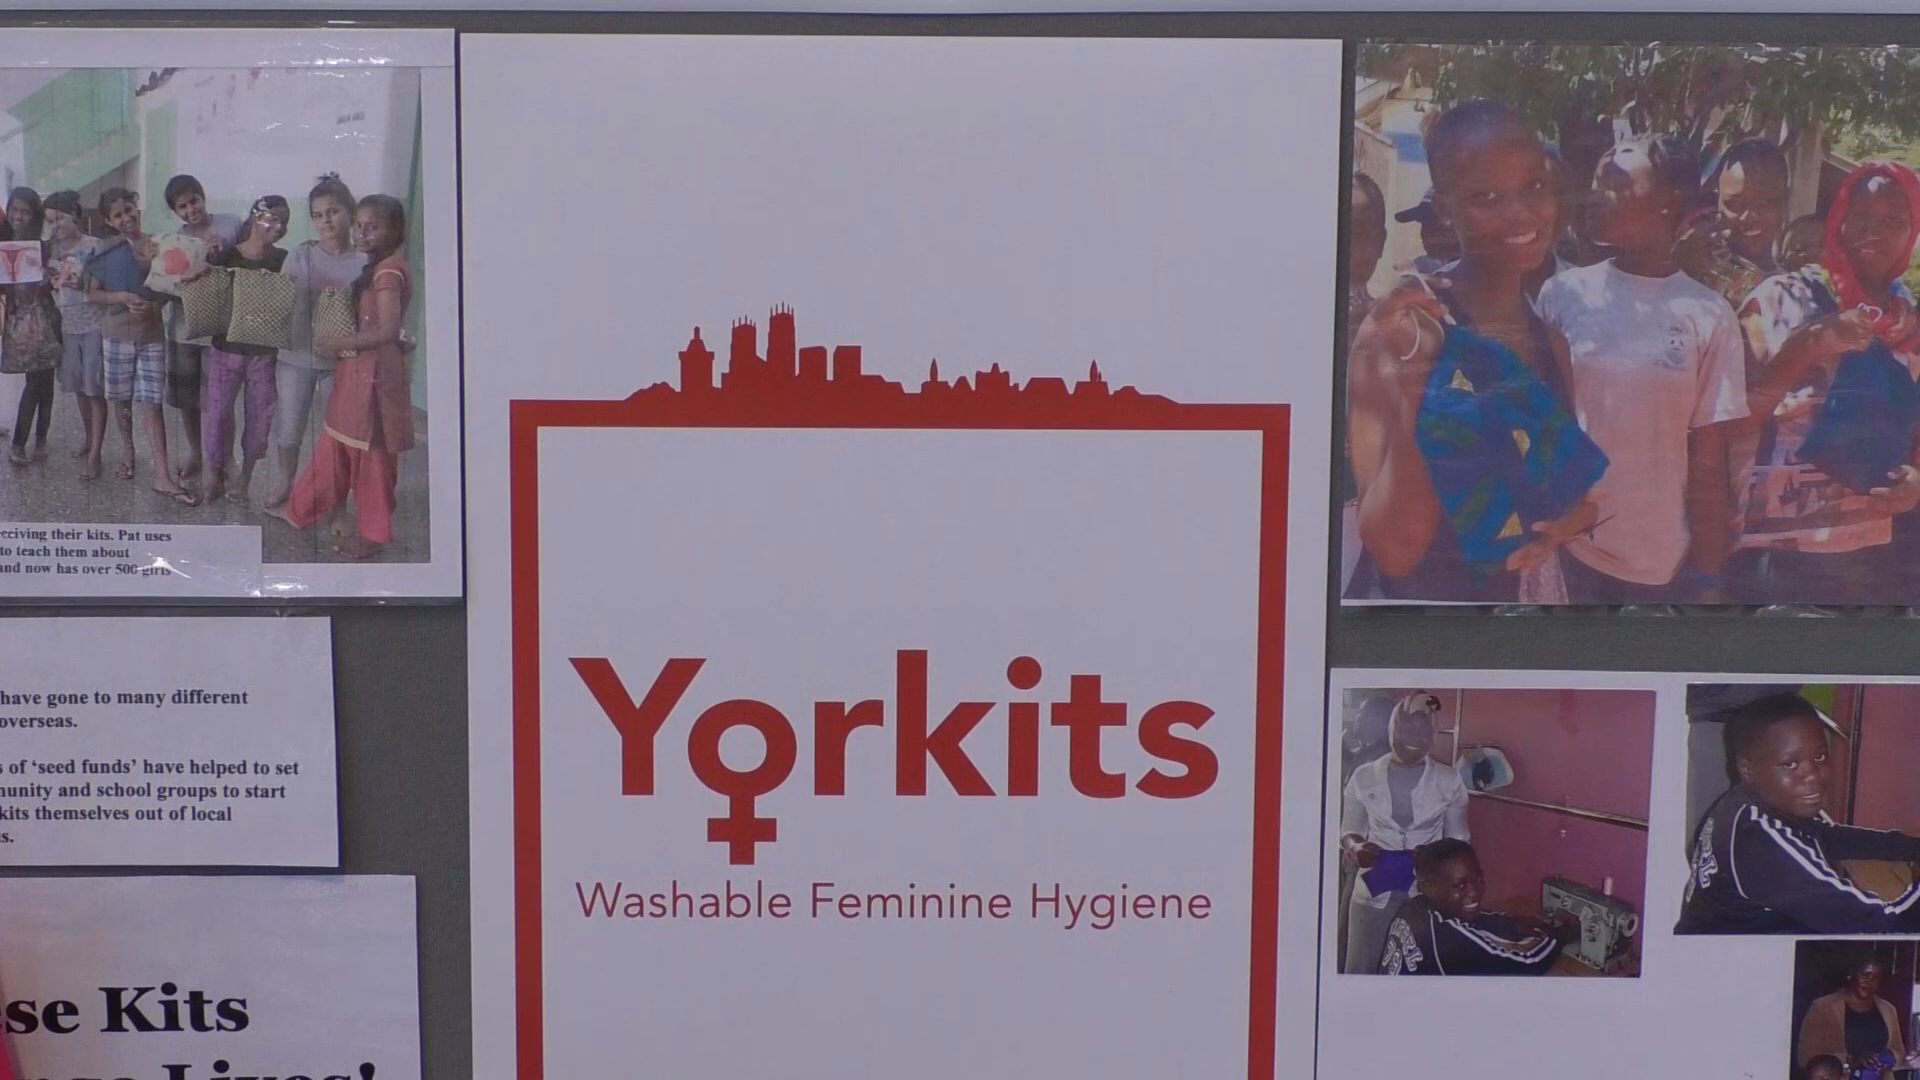 ceiving their kits. Pat uses
to teach them about
and now has over 500 girls
have gone to many different
overseas.
of ‘seed funds’ have helped to set
unity and school groups to start
kits themselves out of local
s.
se Kits
Lives!
Yorkits
Washable Feminine Hygiene